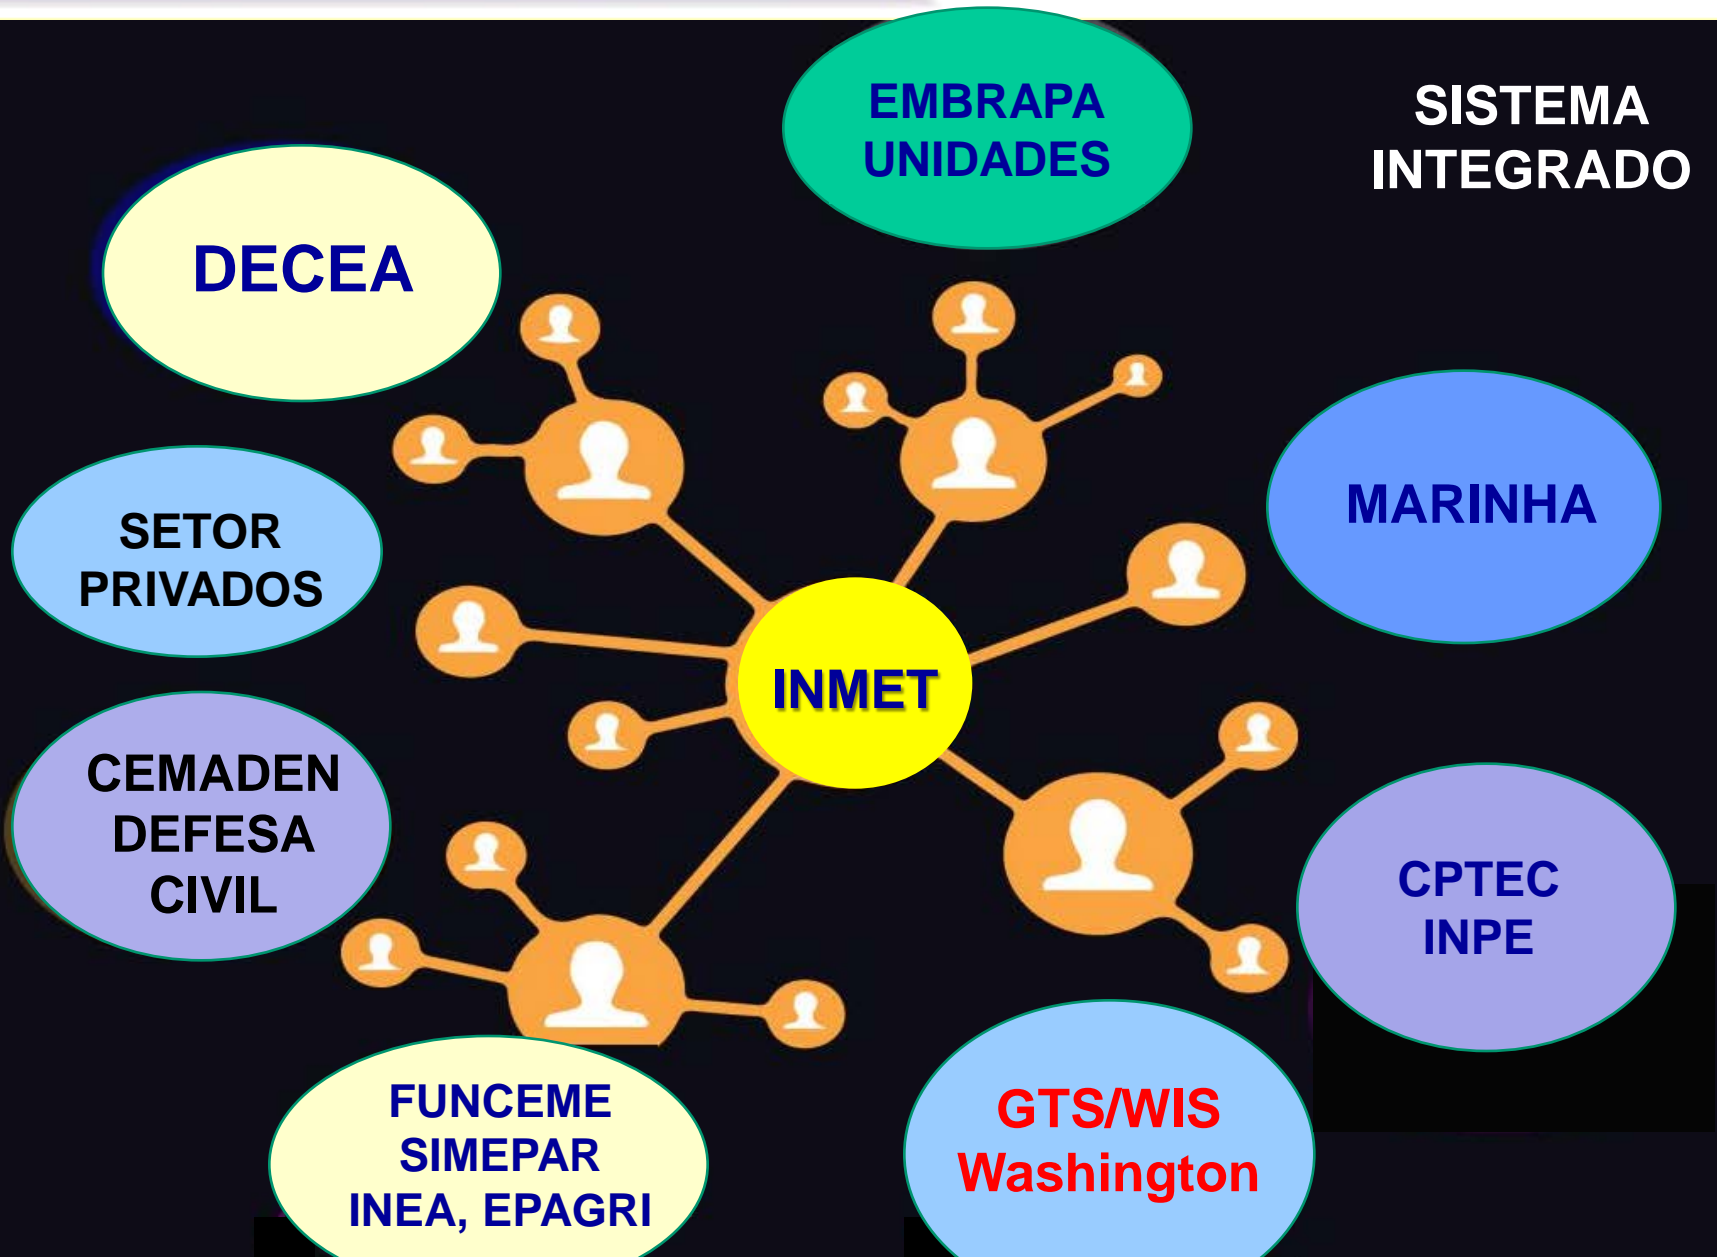 EMBRAPA
UNIDADES
SISTEMA
INTEGRADO
DECEA
MARINHA
SETOR
PRIVADOS
INMET
CEMADEN
DEFESA
CIVIL
CPTEC
INPE
FUNCEME
SIMEPAR
INEA, EPAGRI
GTS/WIS
Washington